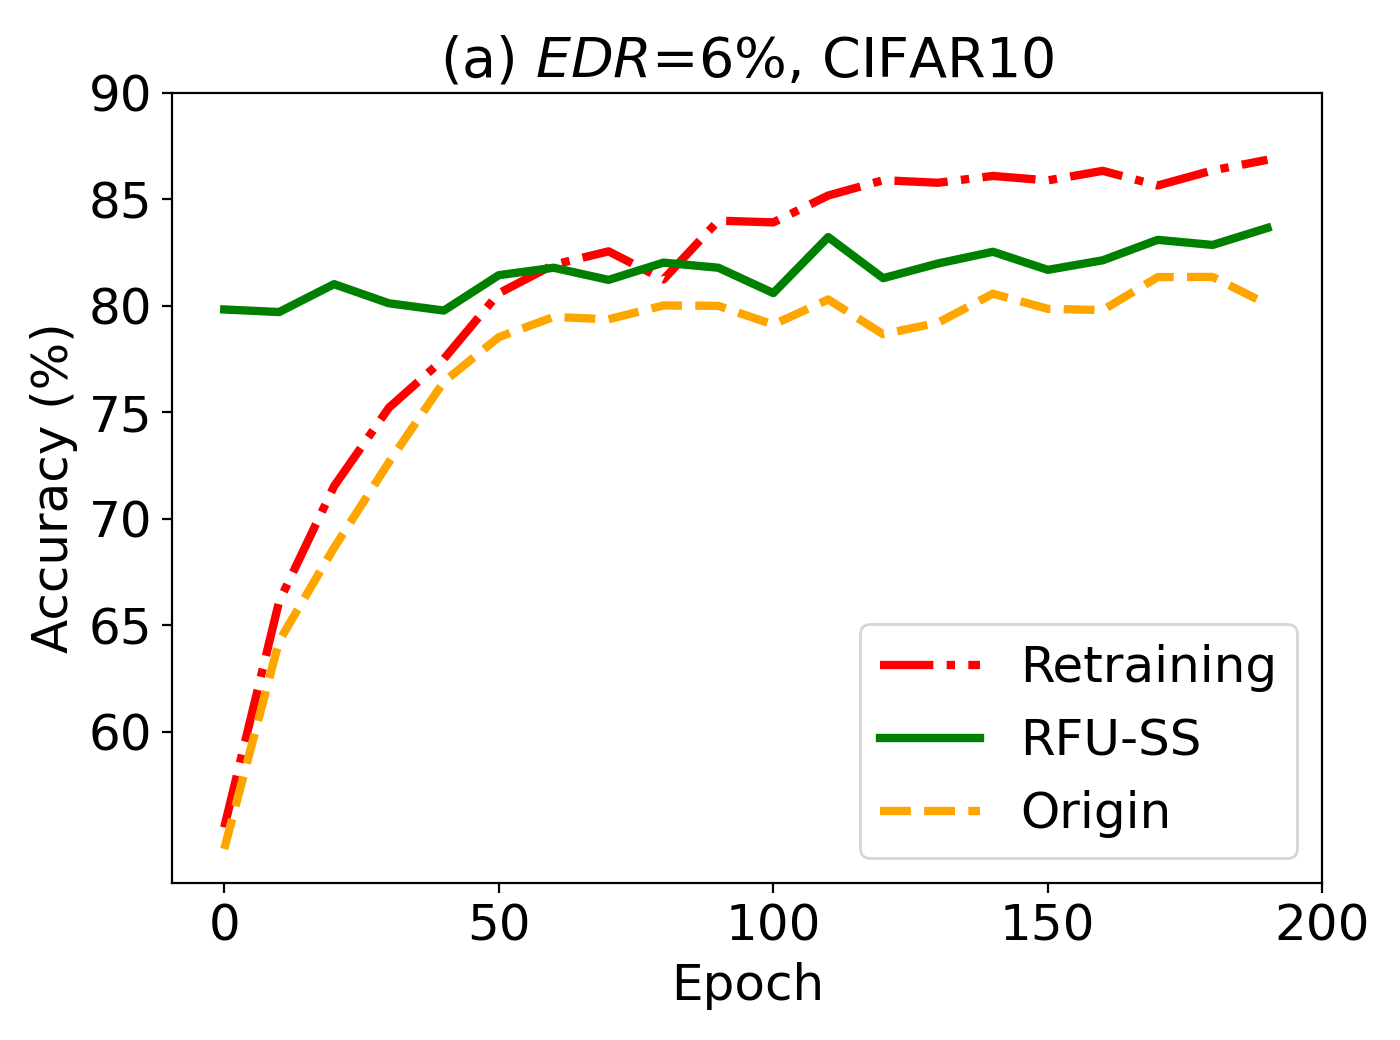 (a) EDR=6%, CIFAR10
90
85
80
75
70
65
60
Accuracy (%)
Retraining
RFU-SS
Origin
0 50 100 150 200
Epoch